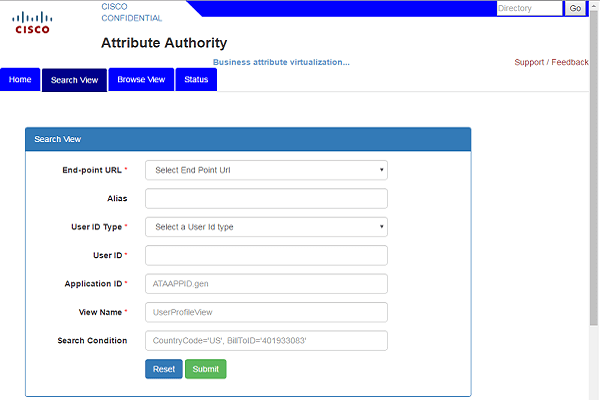 CISCO
CISCO
CONFIDENTIAL
Directory Go
Attribute Authority
Business attribute virtualization...
Support / Feedback
Home Search View Browse View Status
Search View
End-point URL * Select End Point Url
Alias
User ID Type * Select a User Id type
User ID *
Application ID * ATAAPPID.gen
View Name * UserProfileView
Search Condition CountryCode='US', BillToID='401933083'
Reset Submit